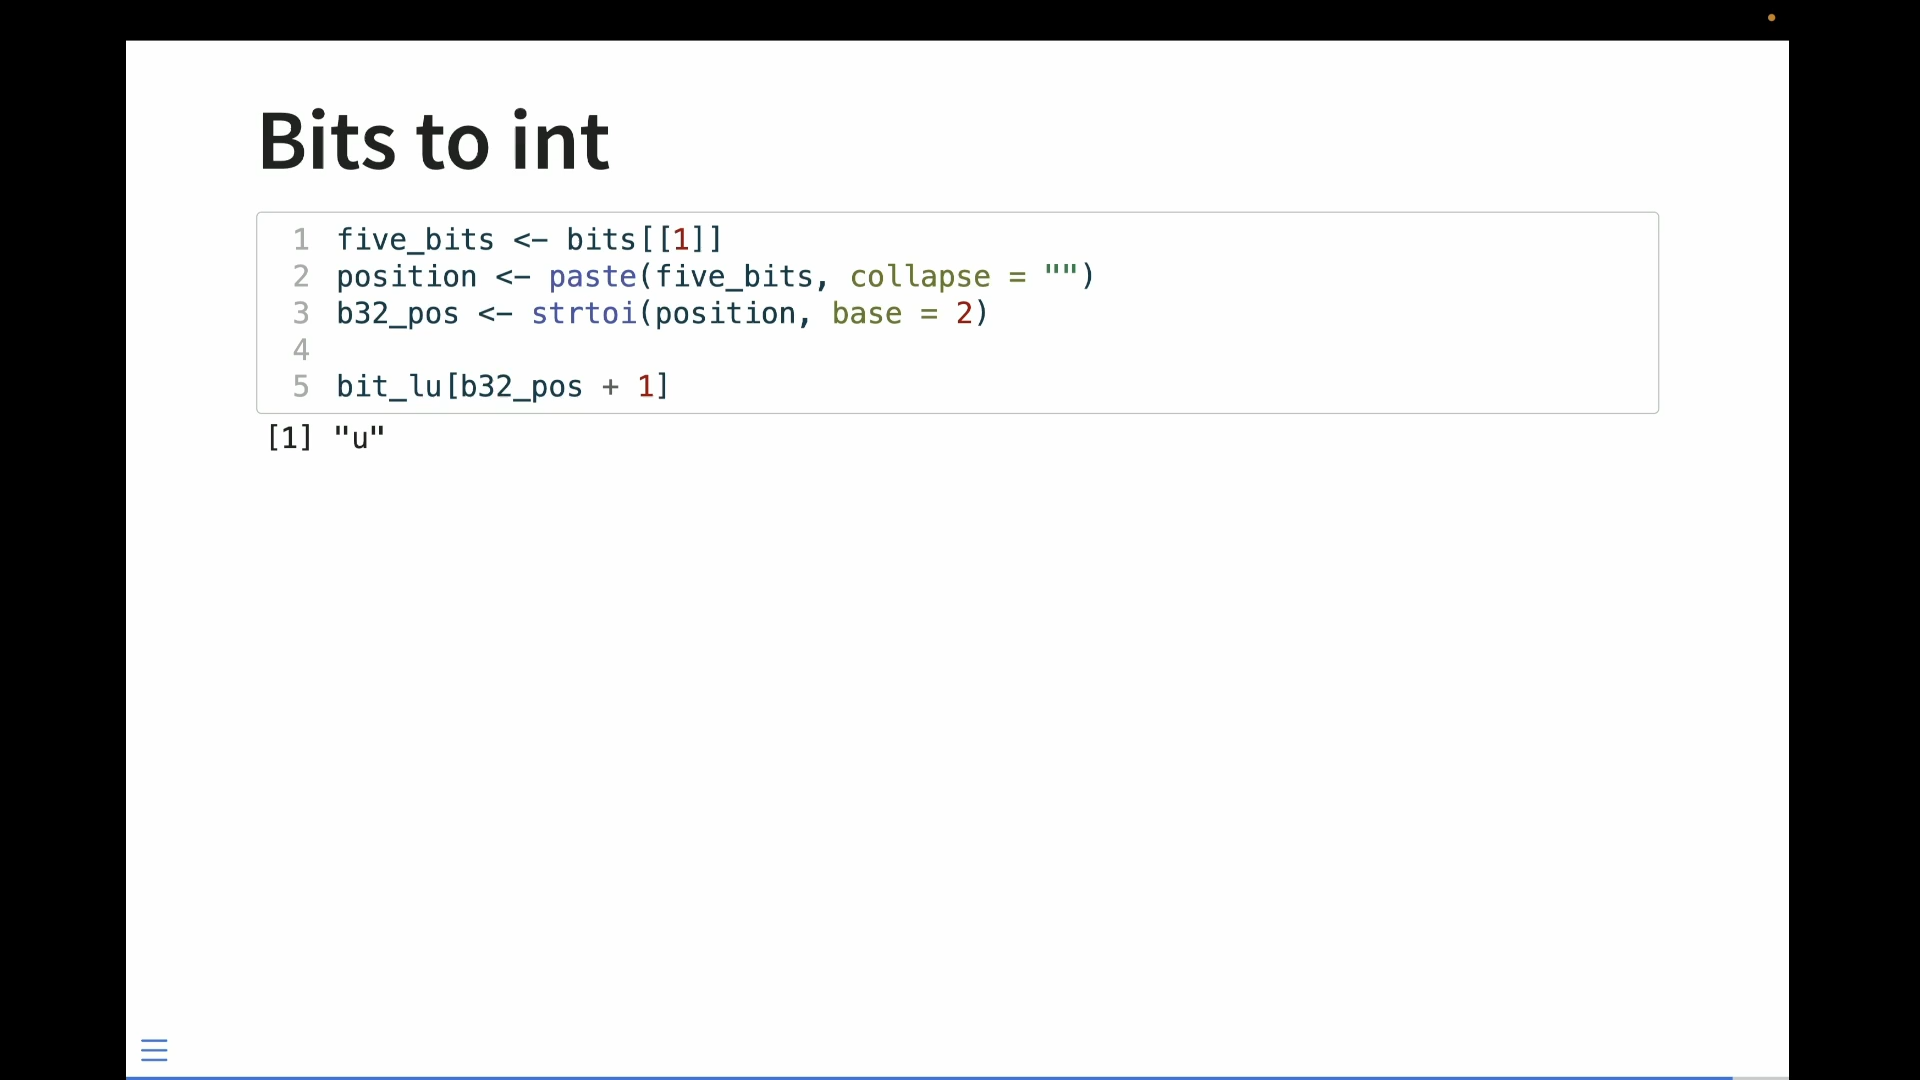 Bits to int
1 five_bits <- bits[[1]]
2 position <- paste(five_bits, collapse = "")
3 b32_pos <- strtoi(position, base = 2)
4
5 bit_lu[b32_pos + 1]
[1] "u"